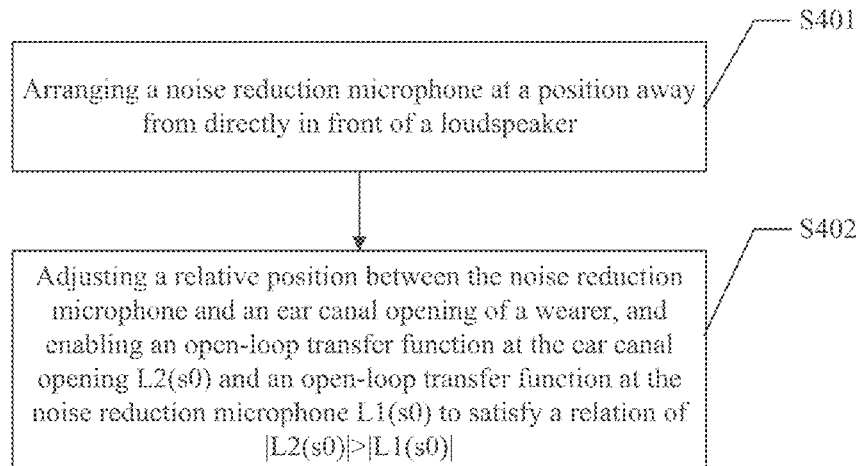 S401
Arranging a noise reduction microphone at a position away
from directly in front of a loudspeaker
S402
Adjusting a relative position between the noise reduction
microphone and an ear canal opening of a wearer, and
enabling an open-loop transfer function at the ear canal
opening L2(s0) and an open-loop transfer function at the
noise reduction microphone L1(s0) to satisfy a relation of
|L2(s0)|>|L1(s0)|